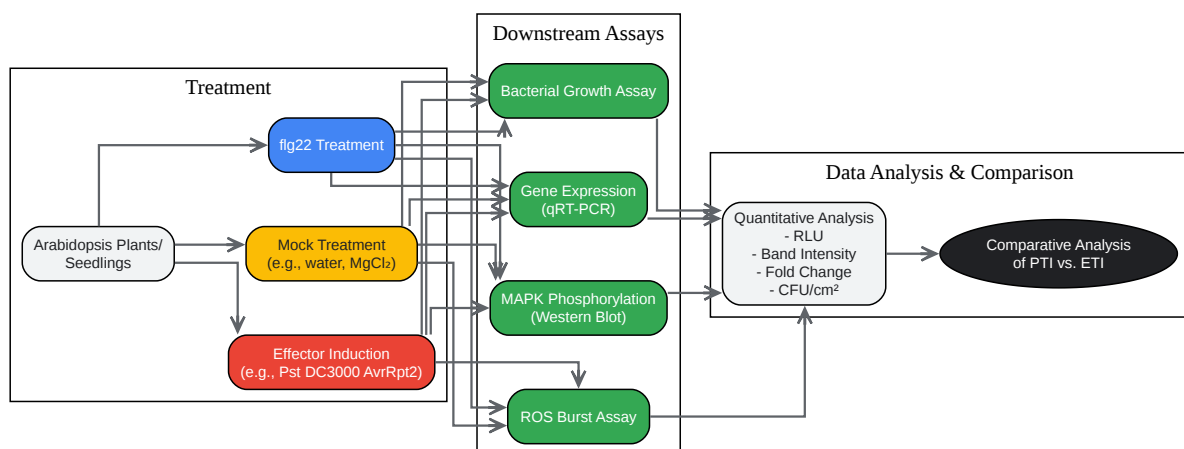 Treatment
Arabidopsis Plants/
Seedlings
flg22 Treatment
Mock Treatment
(e.g., water, MgCl₂)
Effector Induction
(e.g., Pst DC3000 AvrRpt2)
Downstream Assays
Bacterial Growth Assay
Gene Expression
(qRT-PCR)
MAPK Phosphorylation
(Western Blot)
ROS Burst Assay
Data Analysis & Comparison
Quantitative Analysis
- RLU
- Band Intensity
- Fold Change
- CFU/cm²
Comparative Analysis
of PTI vs. ETI